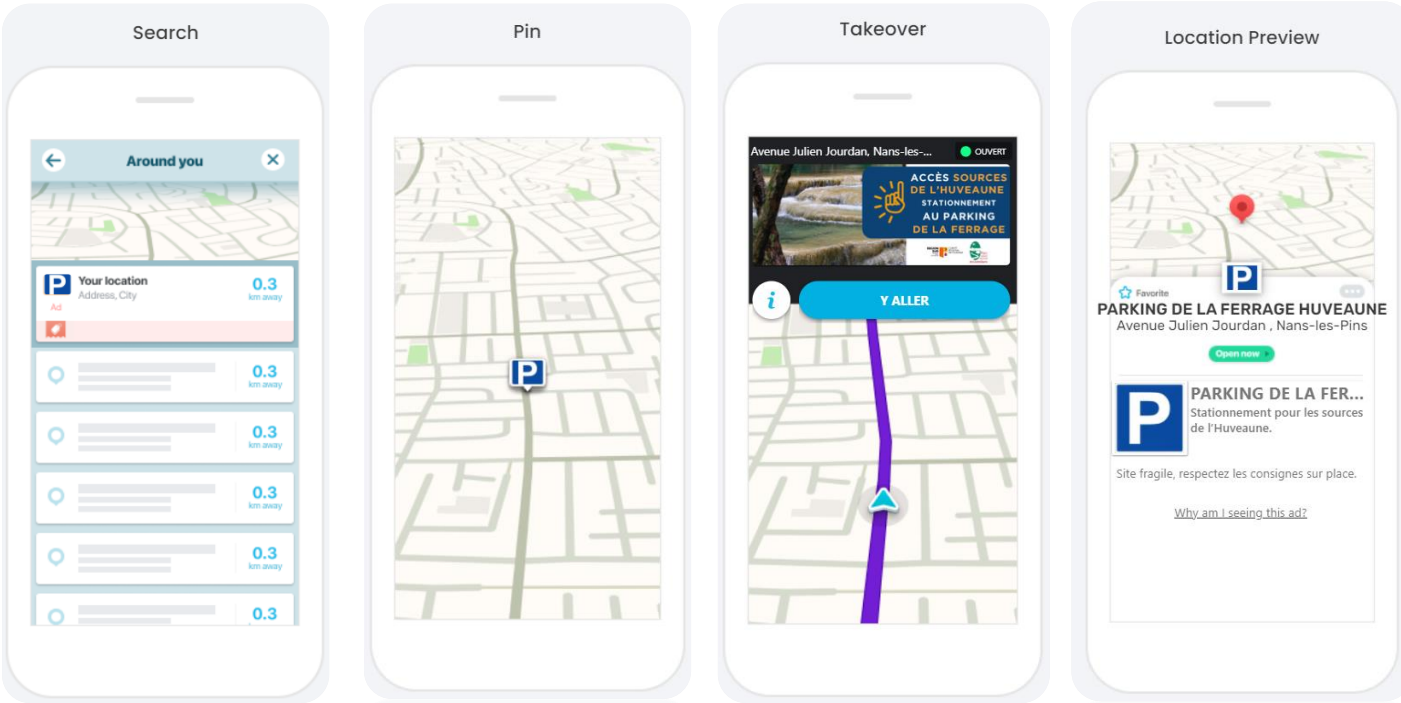 Search
Around you
Your location
Address, City
Ad
0.3
km away
0.3
km away
0.3
km away
0.3
km away
0.3
km away
0.3
Pin
P
Takeover
Avenue Julien Jourdan, Nans-les-...
OUVERT
ACCÈS SOURCES
DE L'HUVEAUNE
STATIONNEMENT
AU PARKING
DE LA FERRAGE
i
Y ALLER
Location Preview
P
Favorite
PARKING DE LA FERRAGE HUVEAUNE
Avenue Julien Jourdan , Nans-les-Pins
Open new
P
PARKING DE LA FER...
Stationnement pour les sources
de l'Huveaune.
Site fragile, respectez les consignes sur place.
Why am I seeing this ad?